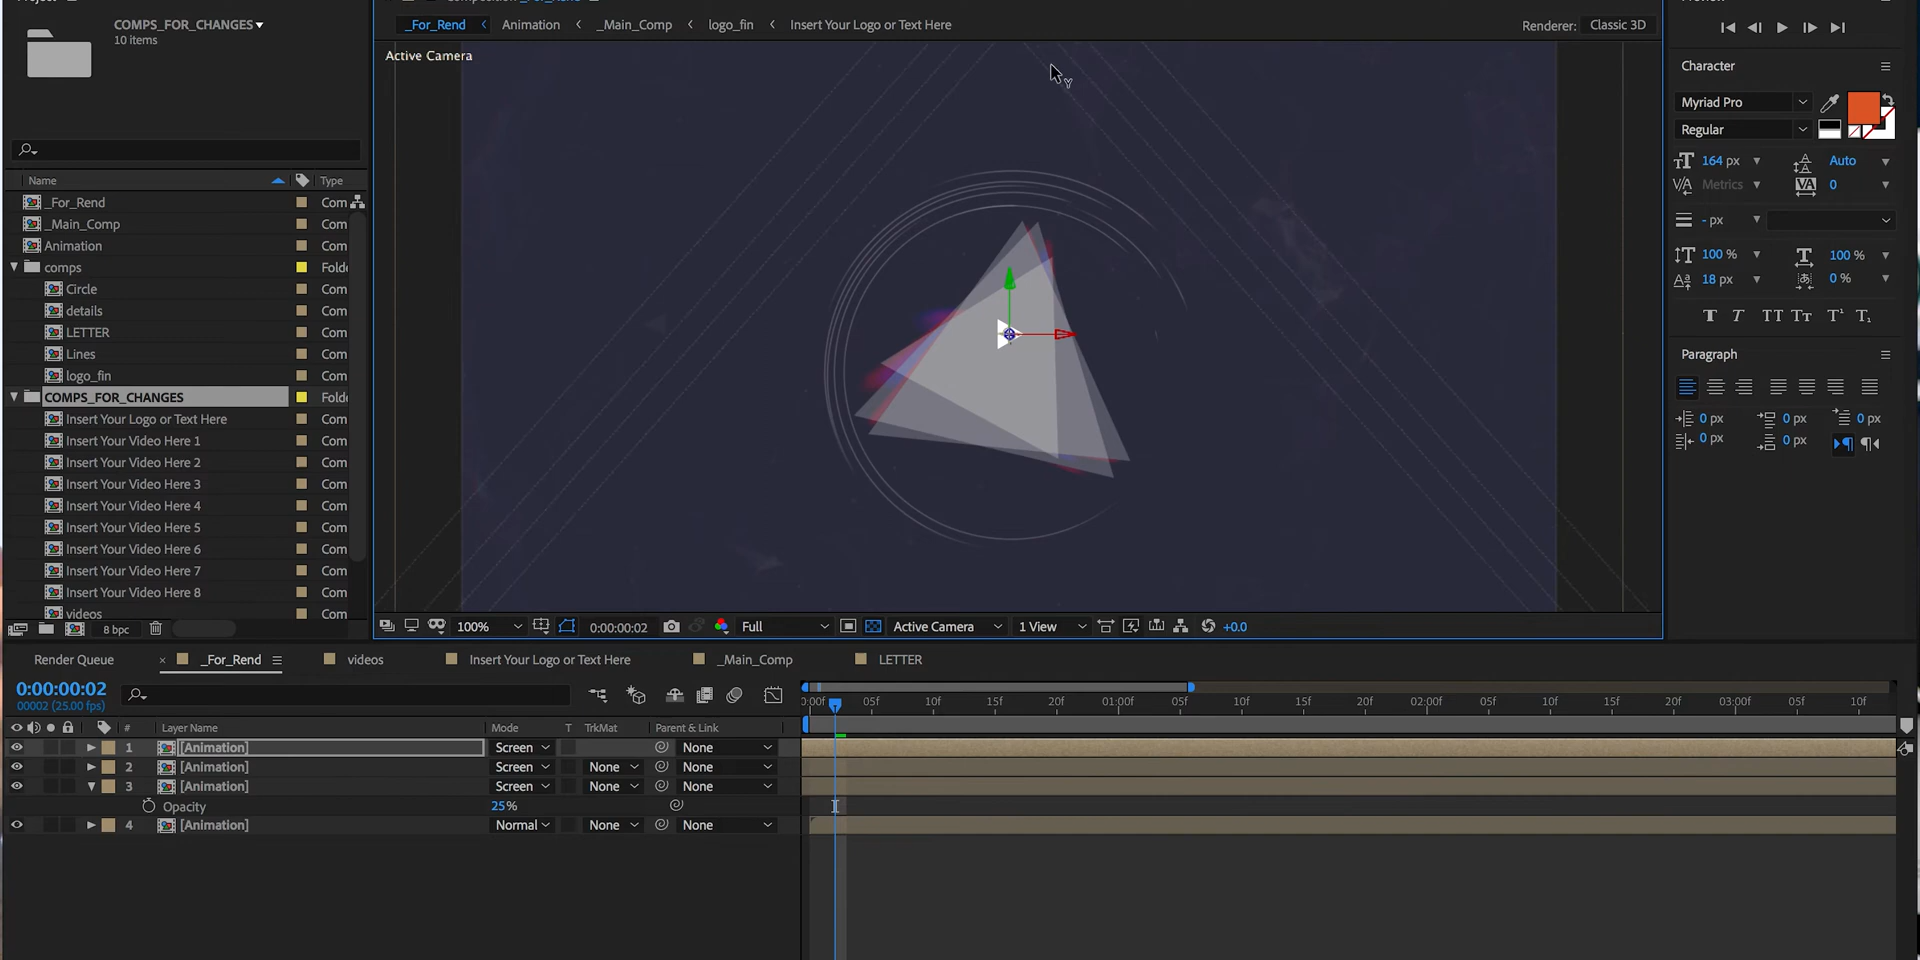 COMPS_FOR_CHANGES
10 items
Name Type
_For_Rend Com
_Main_Comp Com
Animation Com
comps Folde
Circle Com
details Com
LETTER Com
Lines Com
logo_fin Com
COMPS_FOR_CHANGES Folde
Insert Your Logo or Text Here Com
Insert Your Video Here 1 Com
Insert Your Video Here 2 Com
Insert Your Video Here 3 Com
Insert Your Video Here 4 Com
Insert Your Video Here 5 Com
Insert Your Video Here 6 Com
Insert Your Video Here 7 Com
Insert Your Video Here 8 Com
videos Com
8 bpc
_For_Rend Animation _Main_Comp logo_fin Insert Your Logo or Text Here Renderer: Classic 3D
Active Camera
100% 0:00:00:02 Full Active Camera 1 View +0.0
Character
Myriad Pro
Regular
164 px Auto
Metrics 0
- px
100 % 100 %
18 px 0 %
T T TT Tт T¹ T₁
Paragraph
0 px 0 px 0 px
0 px 0 px
Render Queue _For_Rend videos Insert Your Logo or Text Here _Main_Comp LETTER
0:00:00:02
00002 (25.00 fps)
0:00f 05f 10f 15f 20f 01:00f 05f 10f 15f 20f 02:00f 05f 10f 15f 20f 03:00f 05f 10f
# Layer Name Mode T TrkMat Parent & Link
1 [Animation] Screen None
2 [Animation] Screen None None
3 [Animation] Screen None None
Opacity 25%
4 [Animation] Normal None None